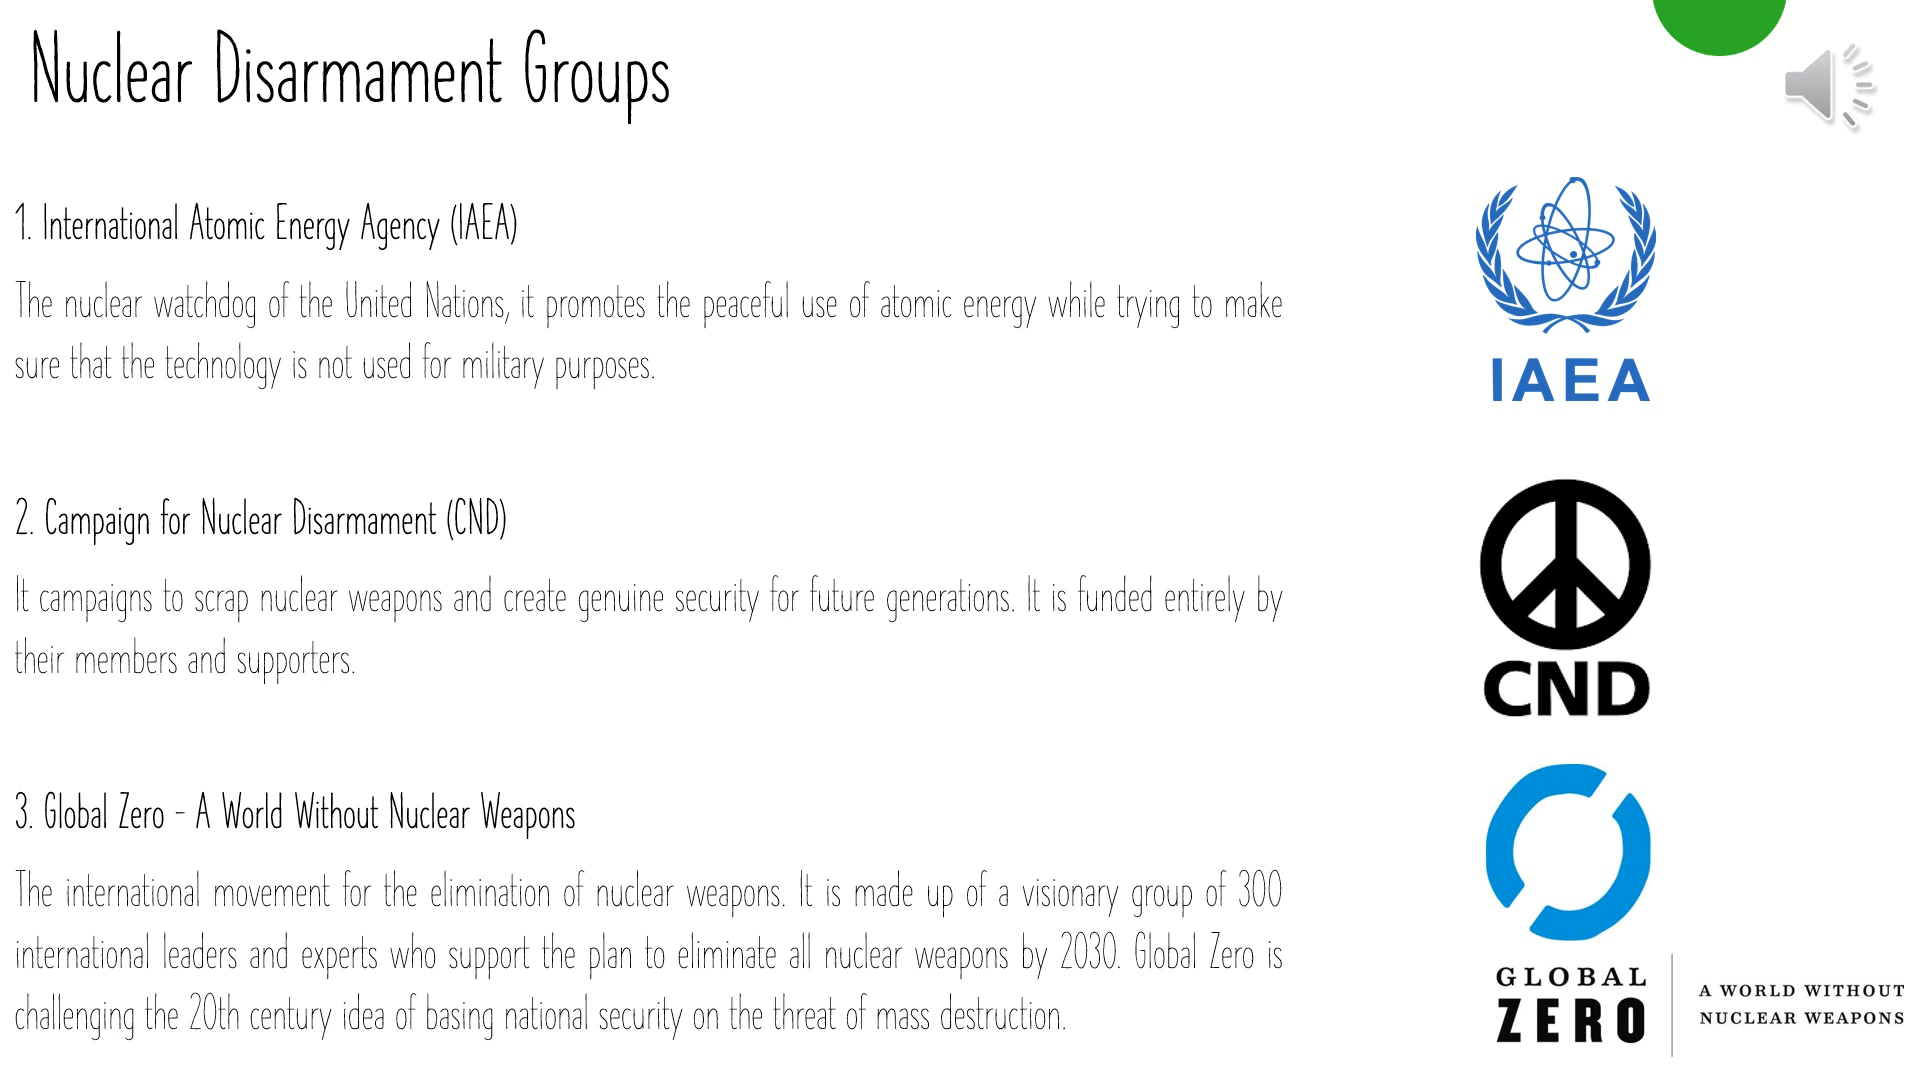 Nuclear Disarmament Groups
1. International Atomic Energy Agency (IAEA)
The nuclear watchdog of the United Nations, it promotes the peaceful use of atomic energy while trying to make
sure that the technology is not used for military purposes.
IAEA
2. Campaign for Nuclear Disarmament (CND)
It campaigns to scrap nuclear weapons and create genuine security for future generations. It is funded entirely by
their members and supporters.
CND
3. Global Zero - A World Without Nuclear Weapons
The international movement for the elimination of nuclear weapons. It is made up of a visionary group of 300
international leaders and experts who support the plan to eliminate all nuclear weapons by 2030. Global Zero is
challenging the 20th century idea of basing national security on the threat of mass destruction.
GLOBAL
ZERO
A WORLD WITHOUT
NUCLEAR WEAPONS